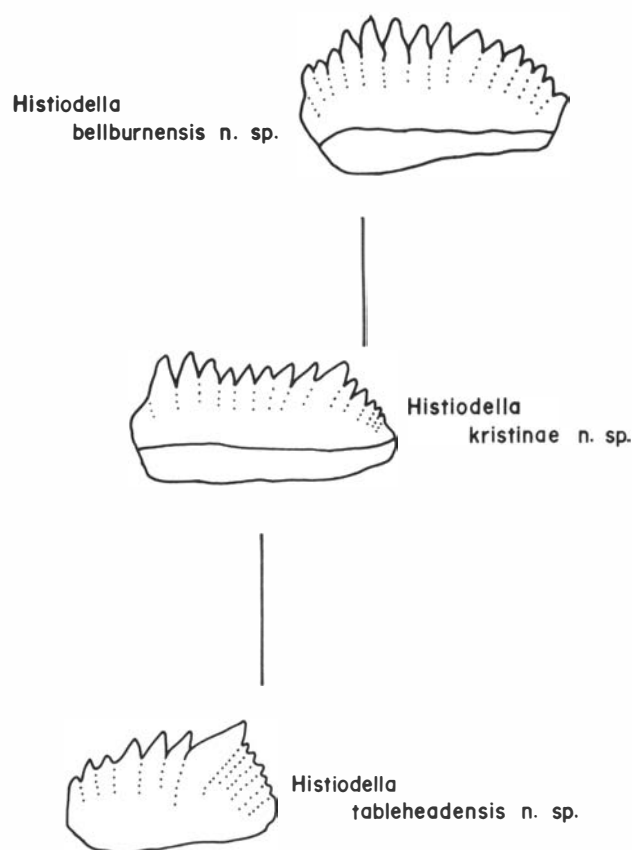 Histiodella
bellburnensis n. sp.
Histiodella
kristinae n. sp.
Histiodella
tableheadensis n. sp.